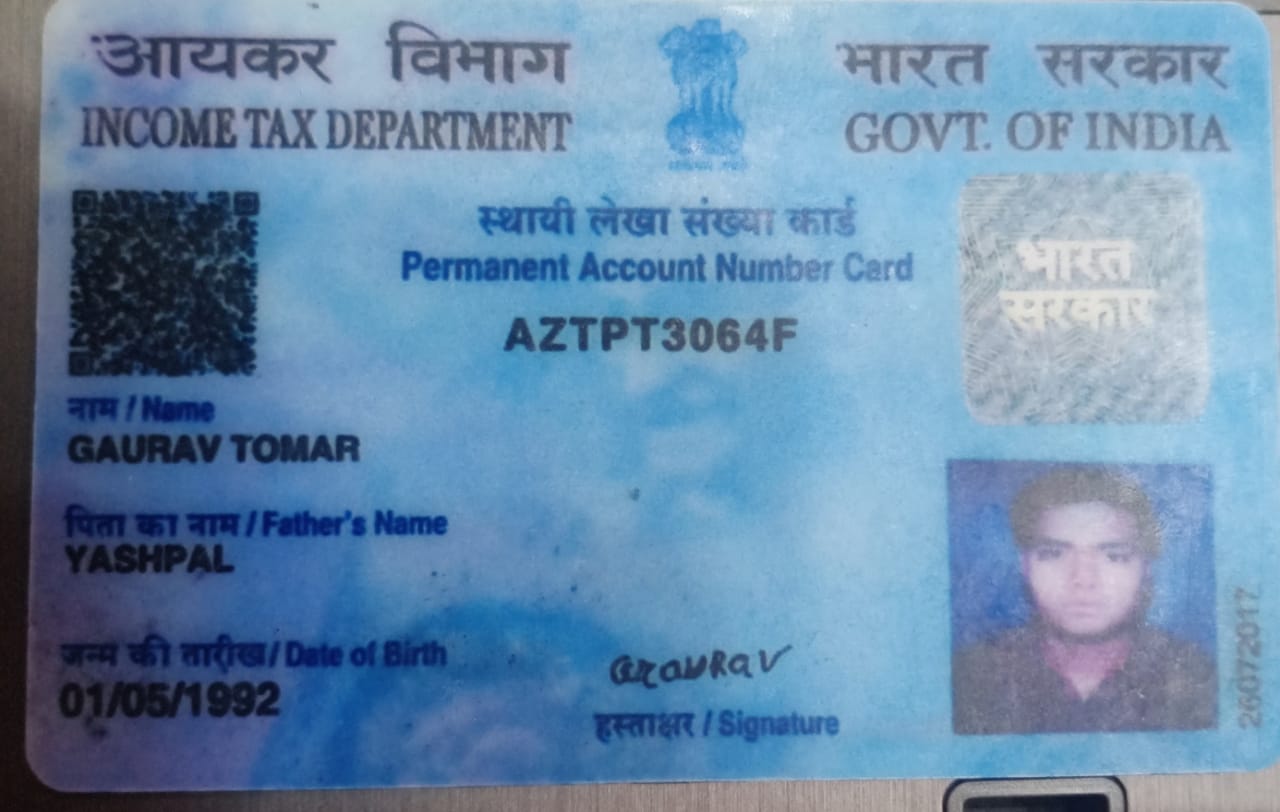 आयकर विभाग
INCOME TAX DEPARTMENT
भारत सरकार
GOVT. OF INDIA
स्थायी लेखा संख्या कार्ड
Permanent Account Number Card
AZTPT3064F
भारत
सरकार
नाम / Name
GAURAV TOMAR
पिता का नाम / Father's Name
YASHPAL
जन्म की तारीख / Date of Birth
01/05/1992
GAURAV
हस्ताक्षर / Signature
26072017